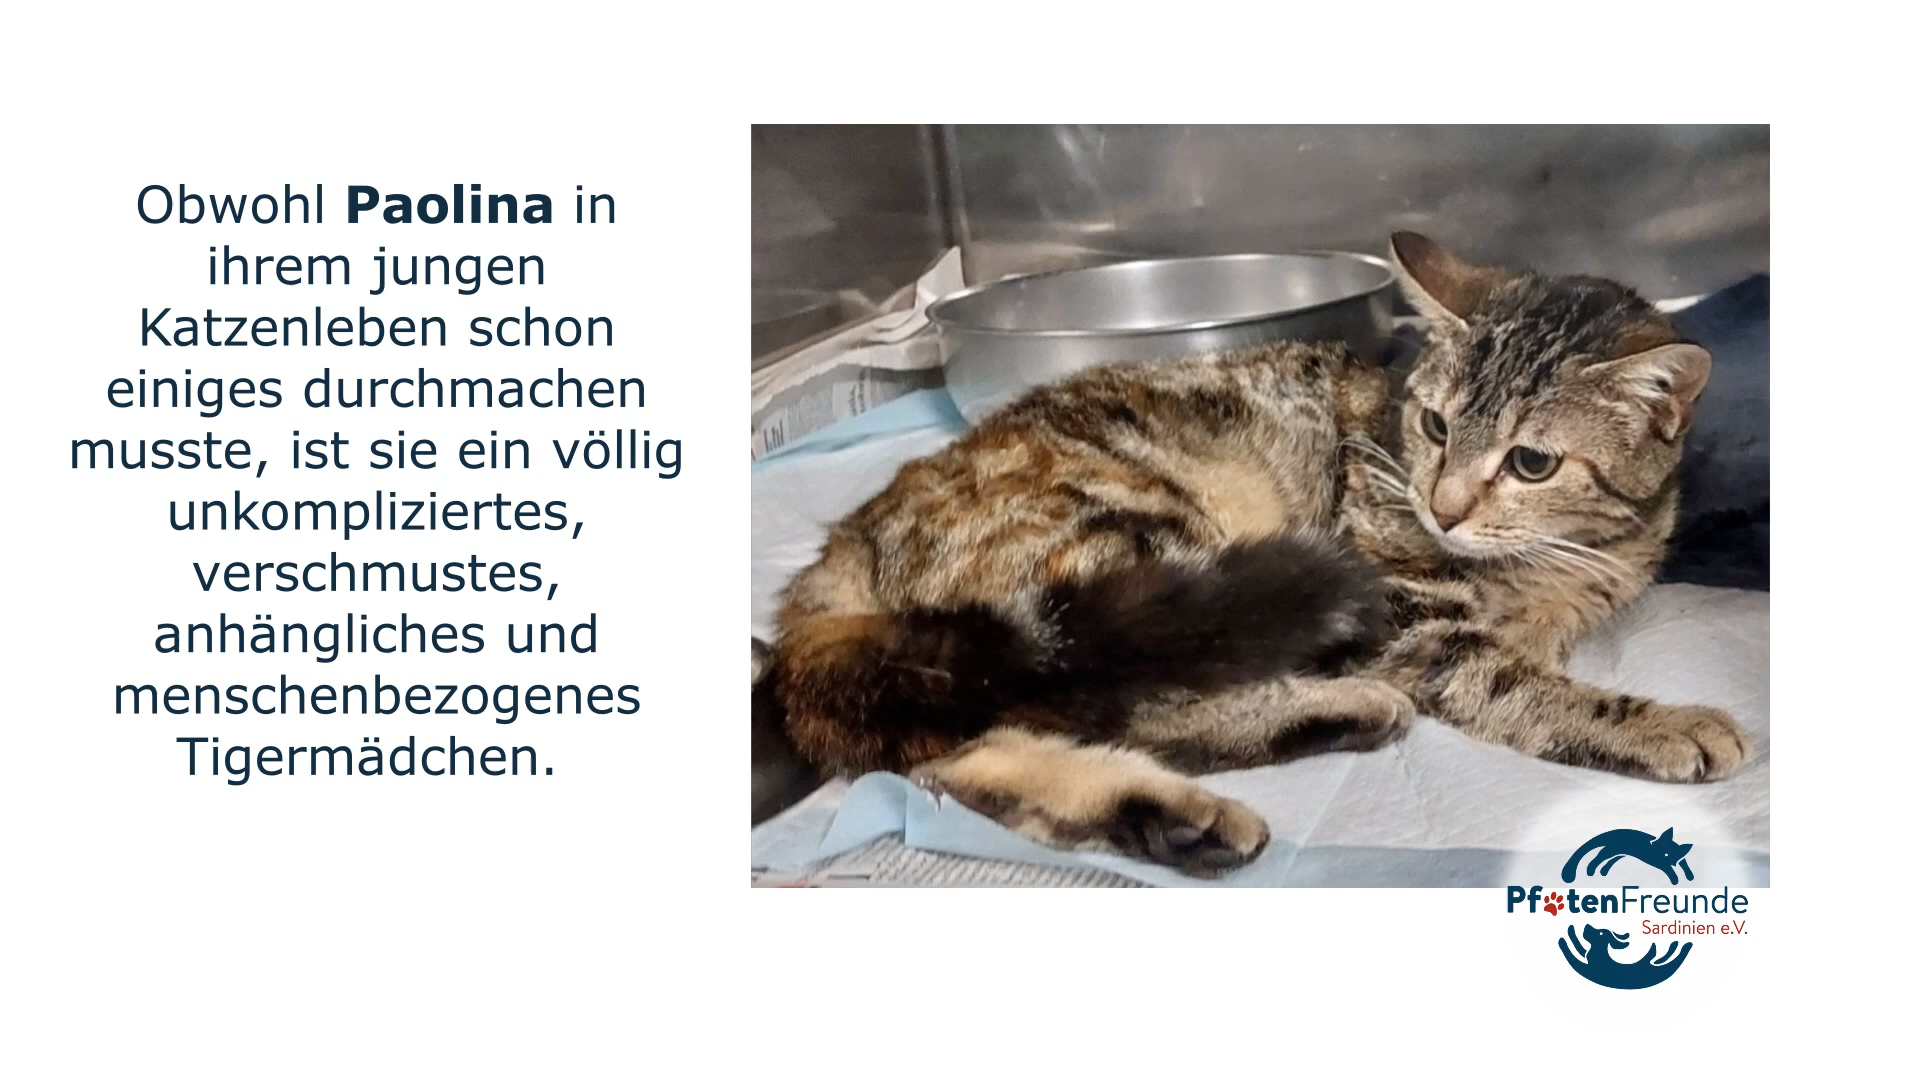 Obwohl Paolina in
ihrem jungen
Katzenleben schon
einiges durchmachen
musste, ist sie ein völlig
unkompliziertes,
verschmustes,
anhängliches und
menschenbezogenes
Tigermädchen.
PfotenFreunde
Sardinien e.V.